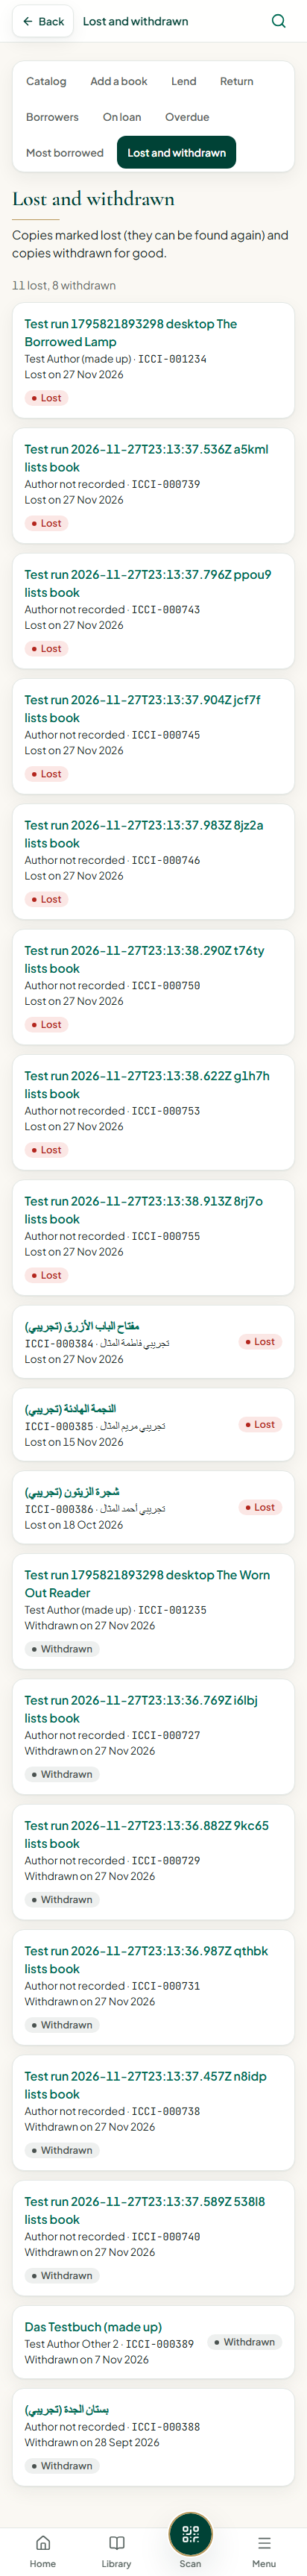 Back
Lost and withdrawn
Catalog
Add a book
Lend
Return
Borrowers
On loan
Overdue
Most borrowed
Lost and withdrawn
Lost and withdrawn
Copies marked lost (they can be found again) and
copies withdrawn for good.
11 lost, 8 withdrawn
Test run 1795821893298 desktop The
Borrowed Lamp
Test Author (made up) · ICCI-001234
Lost on 27 Nov 2026
Lost
Test run 2026-11-27T23:13:37.536Z a5kml
lists book
Author not recorded · ICCI-000739
Lost on 27 Nov 2026
Lost
Test run 2026-11-27T23:13:37.796Z ppou9
lists book
Author not recorded · ICCI-000743
Lost on 27 Nov 2026
Lost
Test run 2026-11-27T23:13:37.904Z jcf7f
lists book
Author not recorded · ICCI-000745
Lost on 27 Nov 2026
Lost
Test run 2026-11-27T23:13:37.983Z 8jz2a
lists book
Author not recorded · ICCI-000746
Lost on 27 Nov 2026
Lost
Test run 2026-11-27T23:13:38.290Z t76ty
lists book
Author not recorded · ICCI-000750
Lost on 27 Nov 2026
Lost
Test run 2026-11-27T23:13:38.622Z g1h7h
lists book
Author not recorded · ICCI-000753
Lost on 27 Nov 2026
Lost
Test run 2026-11-27T23:13:38.913Z 8rj7o
lists book
Author not recorded · ICCI-000755
Lost on 27 Nov 2026
Lost
مفتاح الباب الأزرق (تجريبي)
تجريبي فاطمة المثال · ICCI-000384
Lost on 27 Nov 2026
Lost
النجمة الهادئة (تجريبي)
تجريبي مريم المثال · ICCI-000385
Lost on 15 Nov 2026
Lost
شجرة الزيتون (تجريبي)
تجريبي أحمد المثال · ICCI-000386
Lost on 18 Oct 2026
Lost
Test run 1795821893298 desktop The Worn
Out Reader
Test Author (made up) · ICCI-001235
Withdrawn on 27 Nov 2026
Withdrawn
Test run 2026-11-27T23:13:36.769Z i6lbj
lists book
Author not recorded · ICCI-000727
Withdrawn on 27 Nov 2026
Withdrawn
Test run 2026-11-27T23:13:36.882Z 9kc65
lists book
Author not recorded · ICCI-000729
Withdrawn on 27 Nov 2026
Withdrawn
Test run 2026-11-27T23:13:36.987Z qthbk
lists book
Author not recorded · ICCI-000731
Withdrawn on 27 Nov 2026
Withdrawn
Test run 2026-11-27T23:13:37.457Z n8idp
lists book
Author not recorded · ICCI-000738
Withdrawn on 27 Nov 2026
Withdrawn
Test run 2026-11-27T23:13:37.589Z 538l8
lists book
Author not recorded · ICCI-000740
Withdrawn on 27 Nov 2026
Withdrawn
Das Testbuch (made up)
Test Author Other 2 · ICCI-000389
Withdrawn on 7 Nov 2026
Withdrawn
بستان الجدة (تجريبي)
Author not recorded · ICCI-000388
Withdrawn on 28 Sept 2026
Withdrawn
Home
Library
Scan
Menu